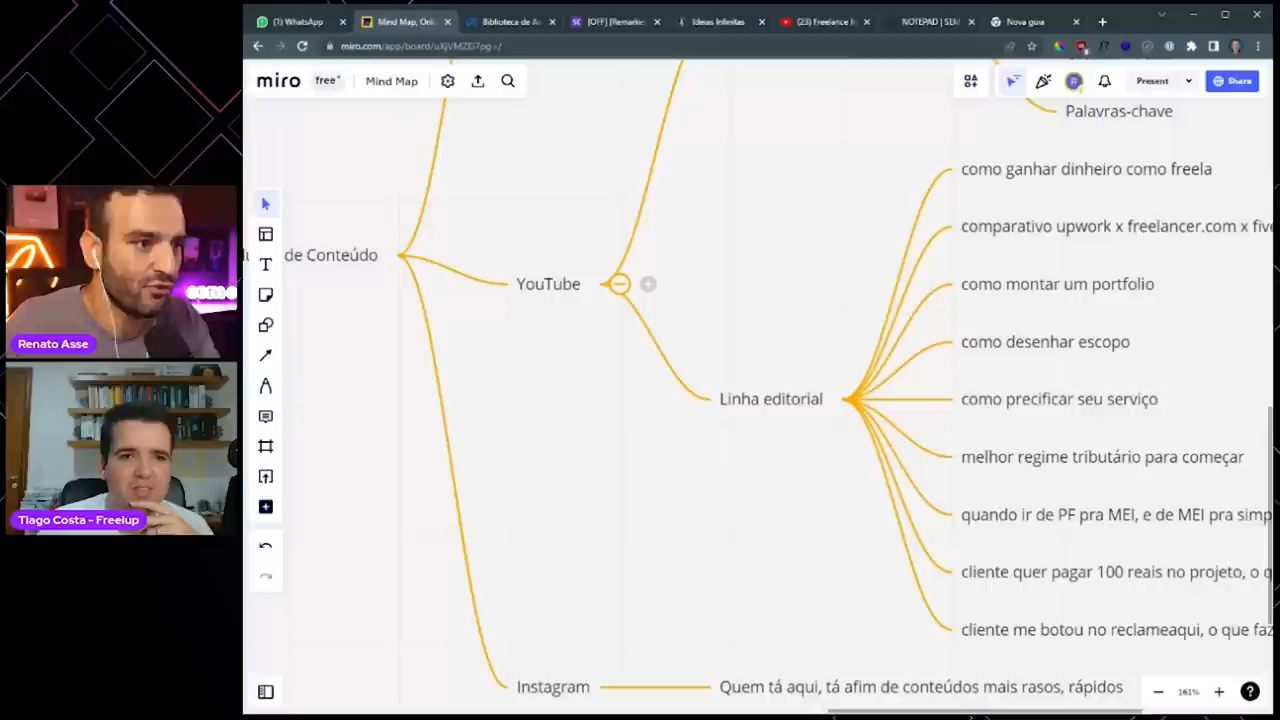 (1) WhatsApp
Mind Map, Onl
Biblioteca de A
[OFF] [Remarke
Ideas Infinitas
(23) Freelance
NOTEPAD | SEM
Nova guia
miro.com/app/board/uXjVMZEI7pg=/
miro
free
Mind Map
Present
Share
Palavras-chave
como ganhar dinheiro como freela
de Conteúdo
comparativo upwork x freelancer.com x five
YouTube
como montar um portfolio
como desenhar escopo
Linha editorial
como precificar seu serviço
melhor regime tributário para começar
quando ir de PF pra MEI, e de MEI pra simp
cliente quer pagar 100 reais no projeto, o q
cliente me botou no reclameaqui, o que faz
Instagram
Quem tá aqui, tá afim de conteúdos mais rasos, rápidos
161%
Renato Asse
Tiago Costa - Freelup